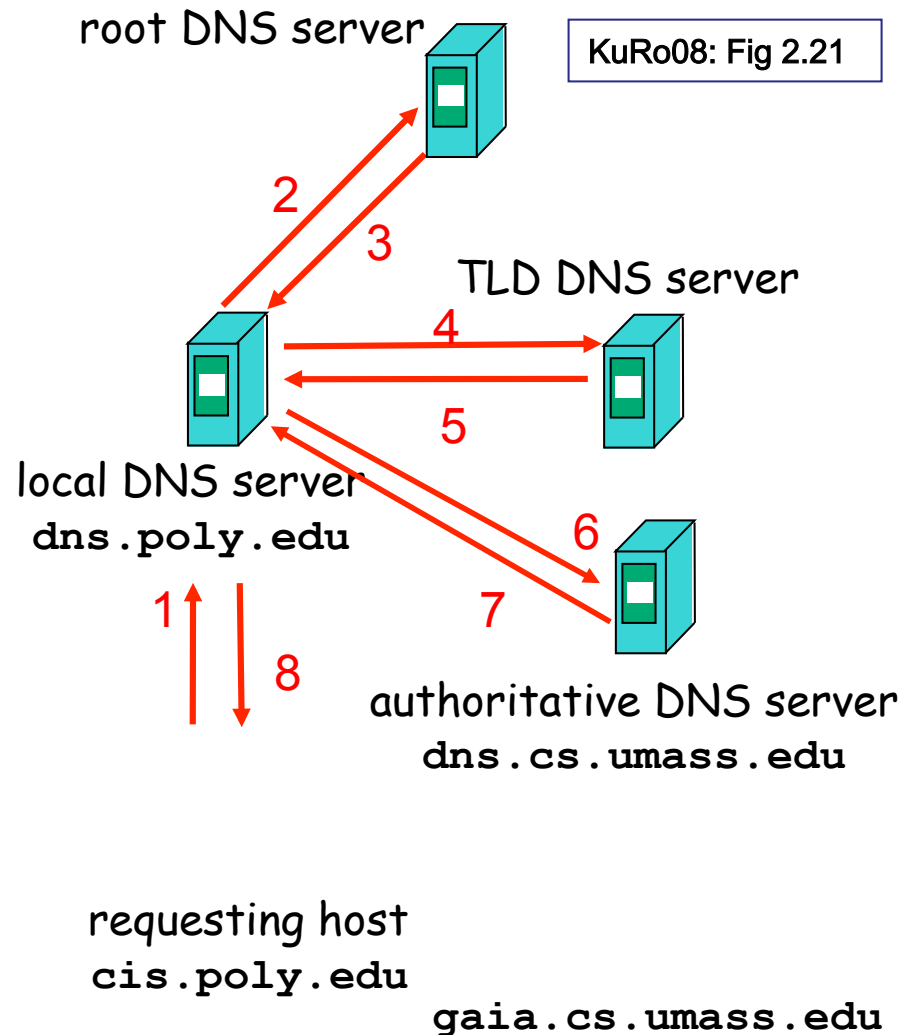 root DNS server
KuRo08: Fig 2.21
2
3
TLD DNS server
4
5
local DNS server
dns.poly.edu
6
7
1
8
authoritative DNS server
dns.cs.umass.edu
requesting host
cis.poly.edu
gaia.cs.umass.edu